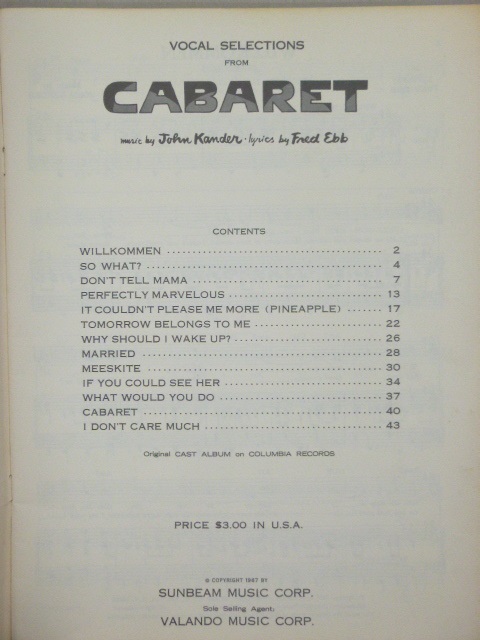 VOCAL SELECTIONS
FROM
CABARET
music by John Kander · lyrics by Fred Ebb
CONTENTS
WILLKOMMEN .......... 2
SO WHAT? .......... 4
DON'T TELL MAMA .......... 7
PERFECTLY MARVELOUS .......... 13
IT COULDN'T PLEASE ME MORE (PINEAPPLE) .......... 17
TOMORROW BELONGS TO ME .......... 22
WHY SHOULD I WAKE UP? .......... 26
MARRIED .......... 28
MEESKITE .......... 30
IF YOU COULD SEE HER .......... 34
WHAT WOULD YOU DO .......... 37
CABARET .......... 40
I DON'T CARE MUCH .......... 43
Original CAST ALBUM on COLUMBIA RECORDS
PRICE $3.00 IN U.S.A.
© COPYRIGHT 1967 BY
SUNBEAM MUSIC CORP.
Sole Selling Agent:
VALANDO MUSIC CORP.